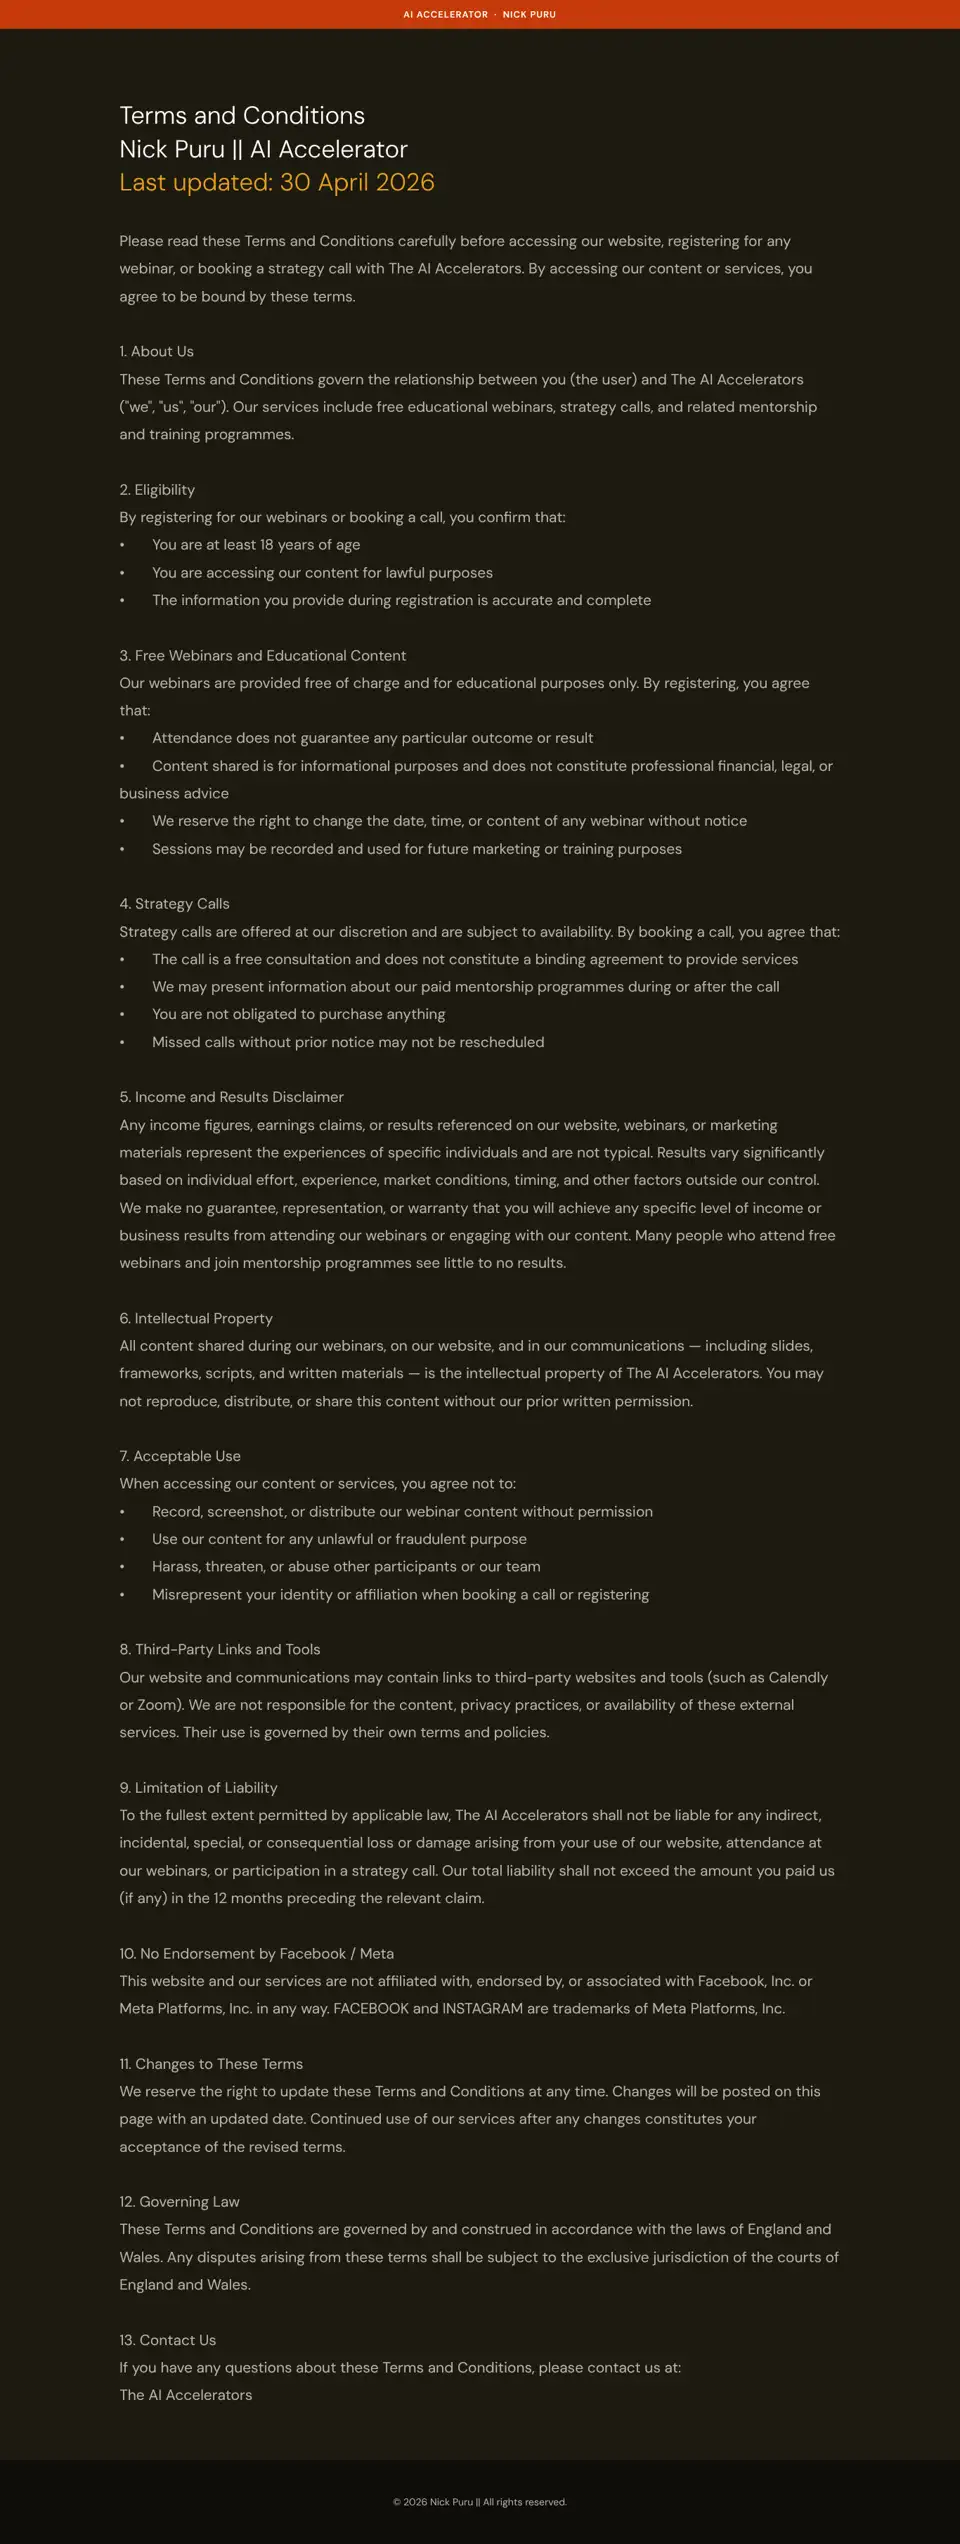 AI ACCELERATOR · NICK PURU
Terms and Conditions
Nick Puru || AI Accelerator
Last updated: 30 April 2026
Please read these Terms and Conditions carefully before accessing our website, registering for any
webinar, or booking a strategy call with The AI Accelerators. By accessing our content or services, you
agree to be bound by these terms.
1. About Us
These Terms and Conditions govern the relationship between you (the user) and The AI Accelerators
("we", "us", "our"). Our services include free educational webinars, strategy calls, and related mentorship
and training programmes.
2. Eligibility
By registering for our webinars or booking a call, you confirm that:
• You are at least 18 years of age
• You are accessing our content for lawful purposes
• The information you provide during registration is accurate and complete
3. Free Webinars and Educational Content
Our webinars are provided free of charge and for educational purposes only. By registering, you agree
that:
• Attendance does not guarantee any particular outcome or result
• Content shared is for informational purposes and does not constitute professional financial, legal, or
business advice
• We reserve the right to change the date, time, or content of any webinar without notice
• Sessions may be recorded and used for future marketing or training purposes
4. Strategy Calls
Strategy calls are offered at our discretion and are subject to availability. By booking a call, you agree that:
• The call is a free consultation and does not constitute a binding agreement to provide services
• We may present information about our paid mentorship programmes during or after the call
• You are not obligated to purchase anything
• Missed calls without prior notice may not be rescheduled
5. Income and Results Disclaimer
Any income figures, earnings claims, or results referenced on our website, webinars, or marketing
materials represent the experiences of specific individuals and are not typical. Results vary significantly
based on individual effort, experience, market conditions, timing, and other factors outside our control.
We make no guarantee, representation, or warranty that you will achieve any specific level of income or
business results from attending our webinars or engaging with our content. Many people who attend free
webinars and join mentorship programmes see little to no results.
6. Intellectual Property
All content shared during our webinars, on our website, and in our communications — including slides,
frameworks, scripts, and written materials — is the intellectual property of The AI Accelerators. You may
not reproduce, distribute, or share this content without our prior written permission.
7. Acceptable Use
When accessing our content or services, you agree not to:
• Record, screenshot, or distribute our webinar content without permission
• Use our content for any unlawful or fraudulent purpose
• Harass, threaten, or abuse other participants or our team
• Misrepresent your identity or affiliation when booking a call or registering
8. Third-Party Links and Tools
Our website and communications may contain links to third-party websites and tools (such as Calendly
or Zoom). We are not responsible for the content, privacy practices, or availability of these external
services. Their use is governed by their own terms and policies.
9. Limitation of Liability
To the fullest extent permitted by applicable law, The AI Accelerators shall not be liable for any indirect,
incidental, special, or consequential loss or damage arising from your use of our website, attendance at
our webinars, or participation in a strategy call. Our total liability shall not exceed the amount you paid us
(if any) in the 12 months preceding the relevant claim.
10. No Endorsement by Facebook / Meta
This website and our services are not affiliated with, endorsed by, or associated with Facebook, Inc. or
Meta Platforms, Inc. in any way. FACEBOOK and INSTAGRAM are trademarks of Meta Platforms, Inc.
11. Changes to These Terms
We reserve the right to update these Terms and Conditions at any time. Changes will be posted on this
page with an updated date. Continued use of our services after any changes constitutes your
acceptance of the revised terms.
12. Governing Law
These Terms and Conditions are governed by and construed in accordance with the laws of England and
Wales. Any disputes arising from these terms shall be subject to the exclusive jurisdiction of the courts of
England and Wales.
13. Contact Us
If you have any questions about these Terms and Conditions, please contact us at:
The AI Accelerators
© 2026 Nick Puru || All rights reserved.